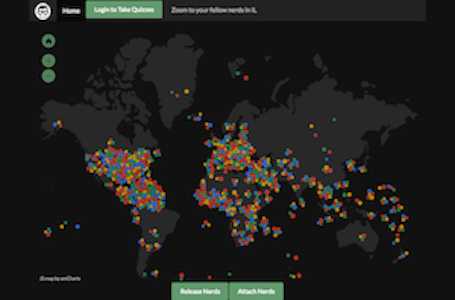 Home
Login to Take Quizzes
Zoom to your fellow nerds in IL.
JS map by amCharts
Release Nerds
Attach Nerds